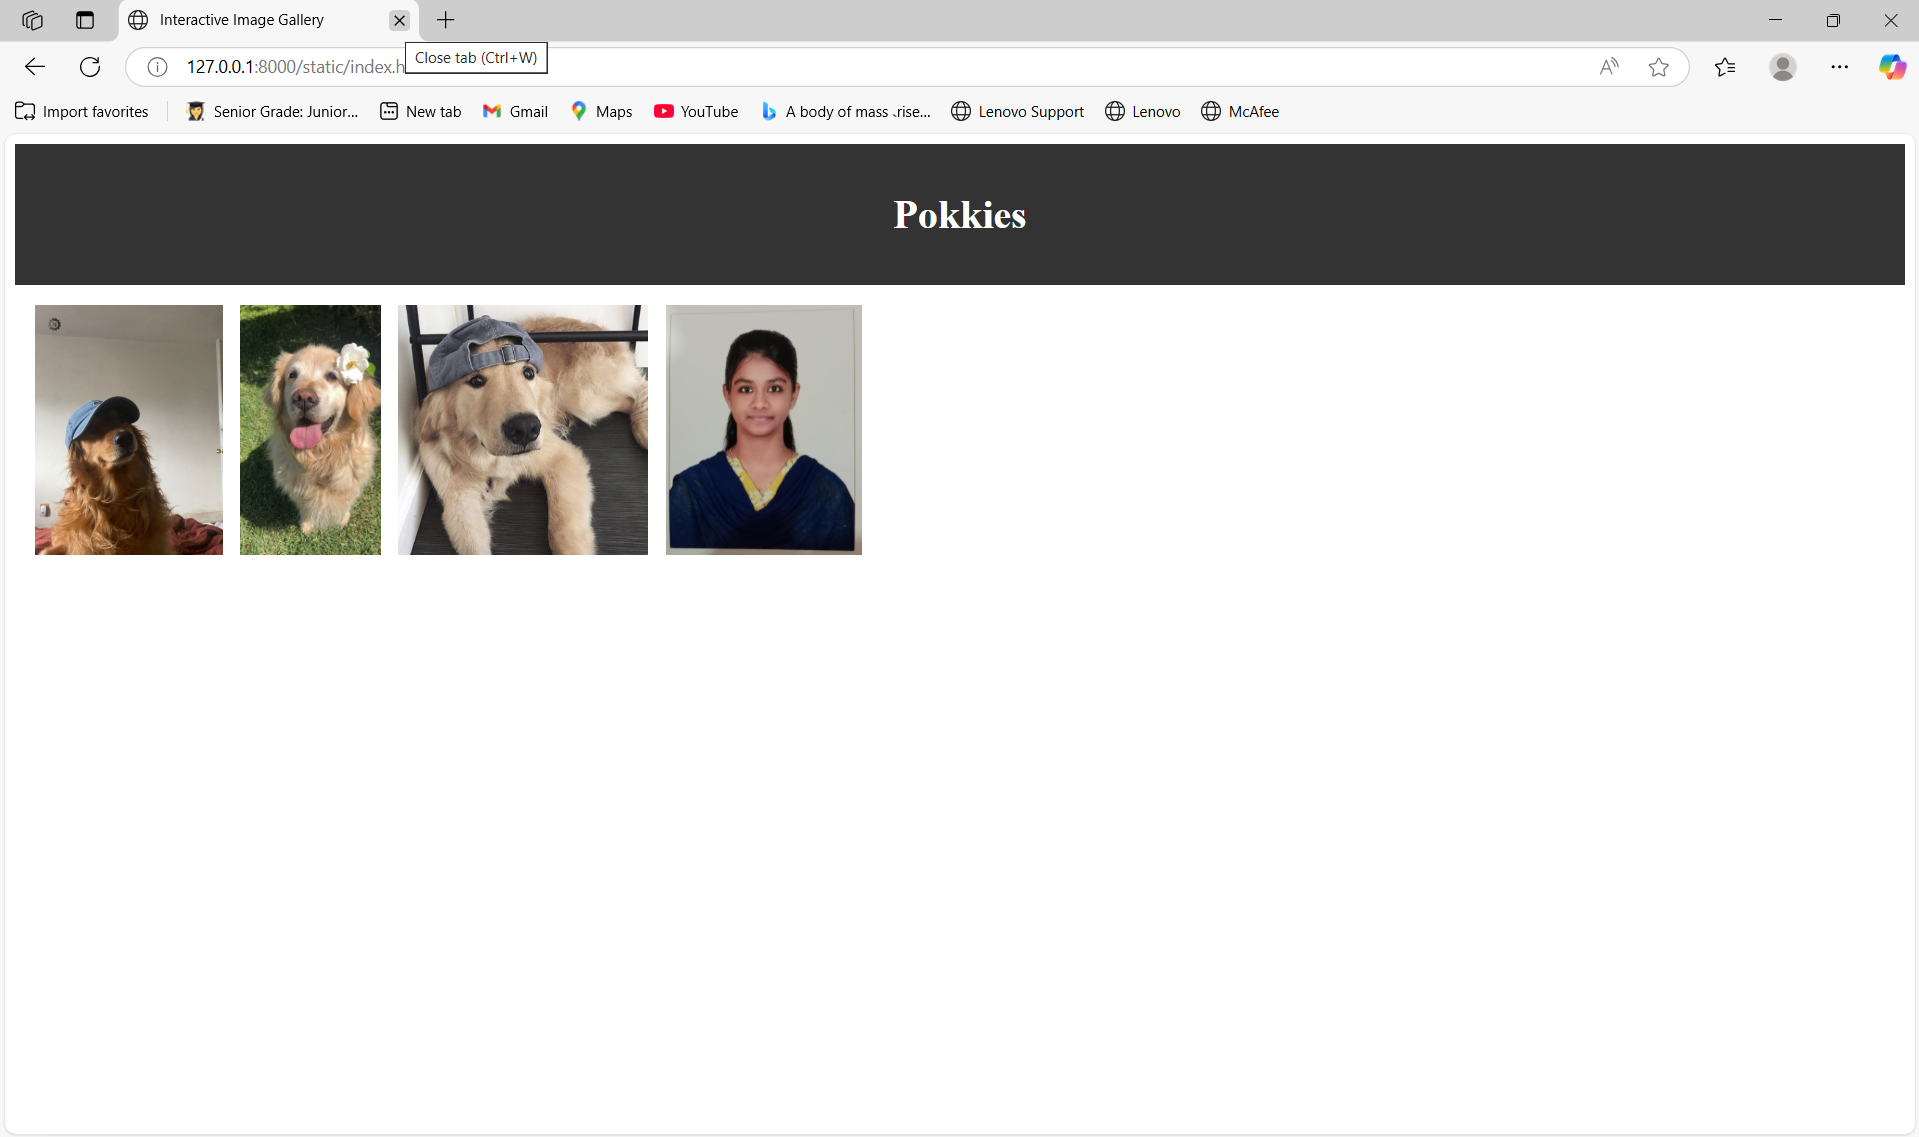 Interactive Image Gallery
Close tab (Ctrl+W)
127.0.0.1:8000/static/index.h
Import favorites
Senior Grade: Junior...
New tab
Gmail
Maps
YouTube
A body of mass .rise...
Lenovo Support
Lenovo
McAfee
Pokkies